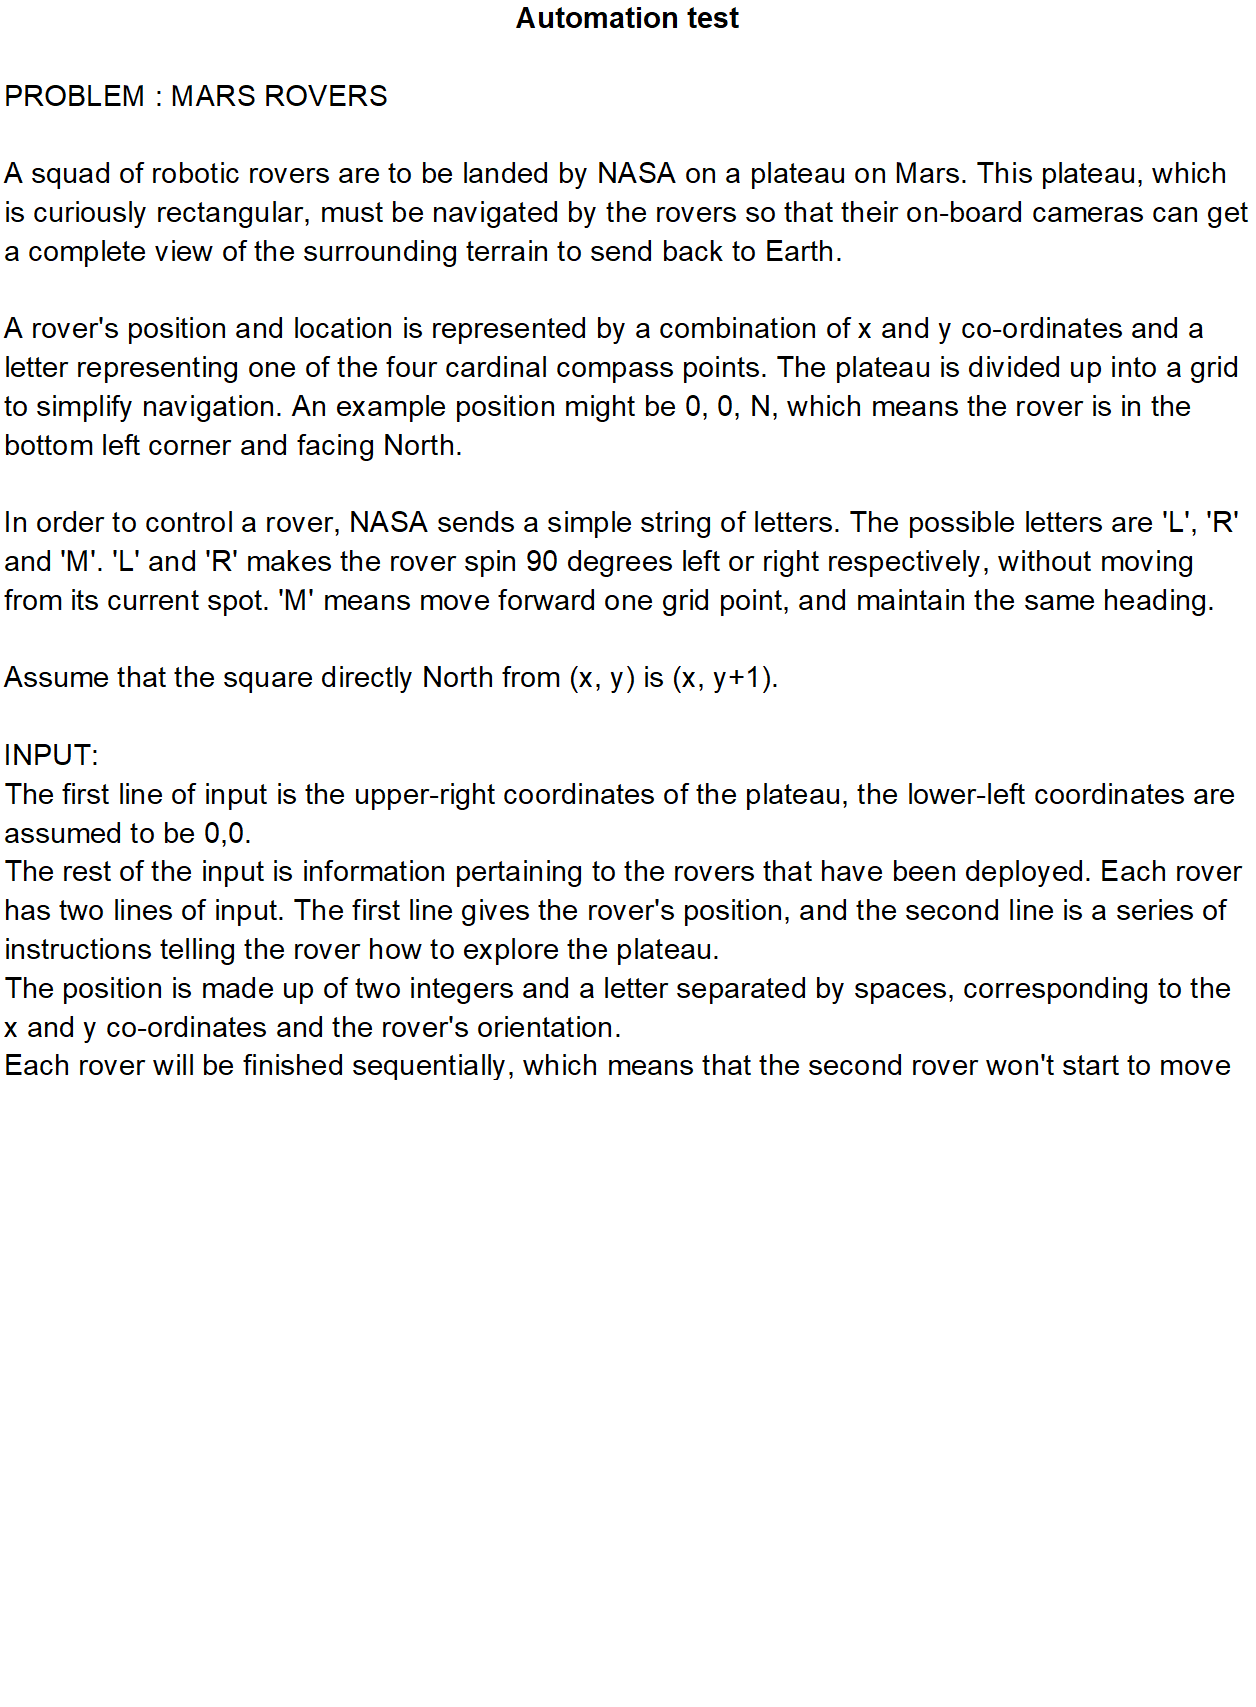 Automation test
PROBLEM : MARS ROVERS
A squad of robotic rovers are to be landed by NASA on a plateau on Mars. This plateau, which
is curiously rectangular, must be navigated by the rovers so that their on-board cameras can get
a complete view of the surrounding terrain to send back to Earth.
A rover's position and location is represented by a combination of x and y co-ordinates and a
letter representing one of the four cardinal compass points. The plateau is divided up into a grid
to simplify navigation. An example position might be 0, 0, N, which means the rover is in the
bottom left corner and facing North.
In order to control a rover, NASA sends a simple string of letters. The possible letters are 'L', 'R'
and 'M'. 'L' and 'R' makes the rover spin 90 degrees left or right respectively, without moving
from its current spot. 'M' means move forward one grid point, and maintain the same heading.
Assume that the square directly North from (x, y) is (x, y+1).
INPUT:
The first line of input is the upper-right coordinates of the plateau, the lower-left coordinates are
assumed to be 0,0.
The rest of the input is information pertaining to the rovers that have been deployed. Each rover
has two lines of input. The first line gives the rover's position, and the second line is a series of
instructions telling the rover how to explore the plateau.
The position is made up of two integers and a letter separated by spaces, corresponding to the
x and y co-ordinates and the rover's orientation.
Each rover will be finished sequentially, which means that the second rover won't start to move